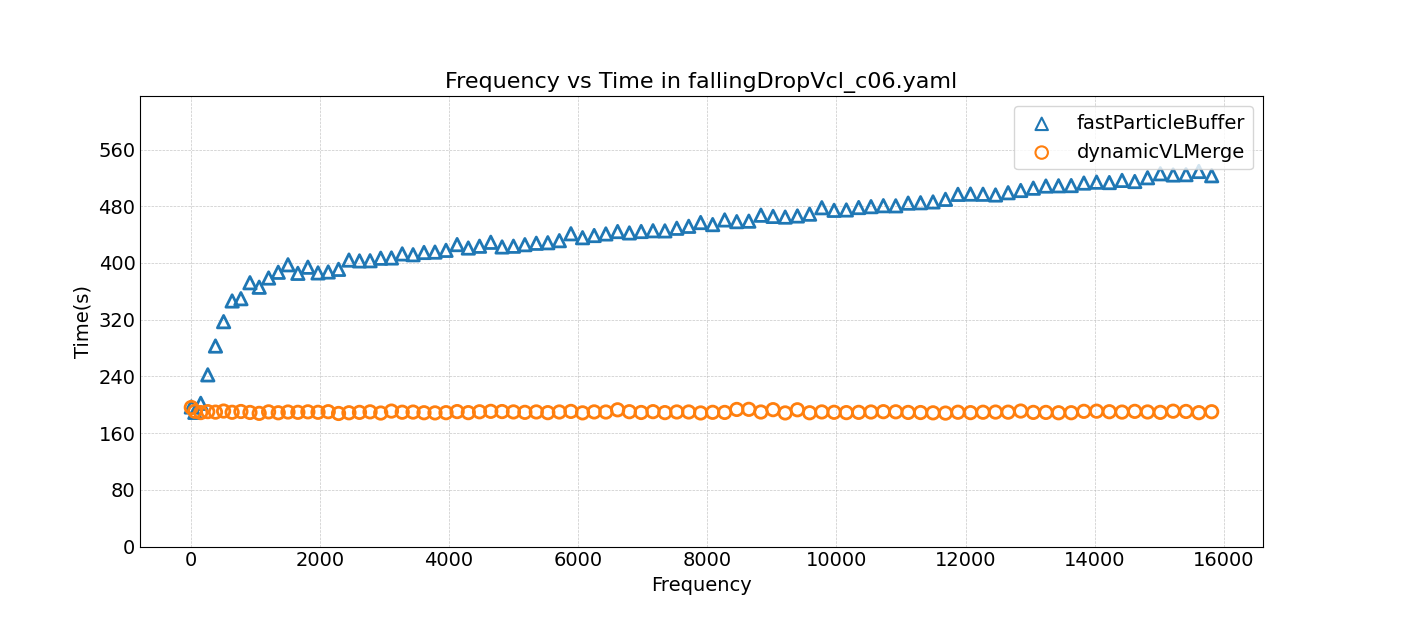 Frequency vs Time in fallingDropVcl_c06.yaml
fastParticleBuffer
dynamicVLMerge
Time(s)
560
480
400
320
240
160
80
0
0 2000 4000 6000 8000 10000 12000 14000 16000
Frequency